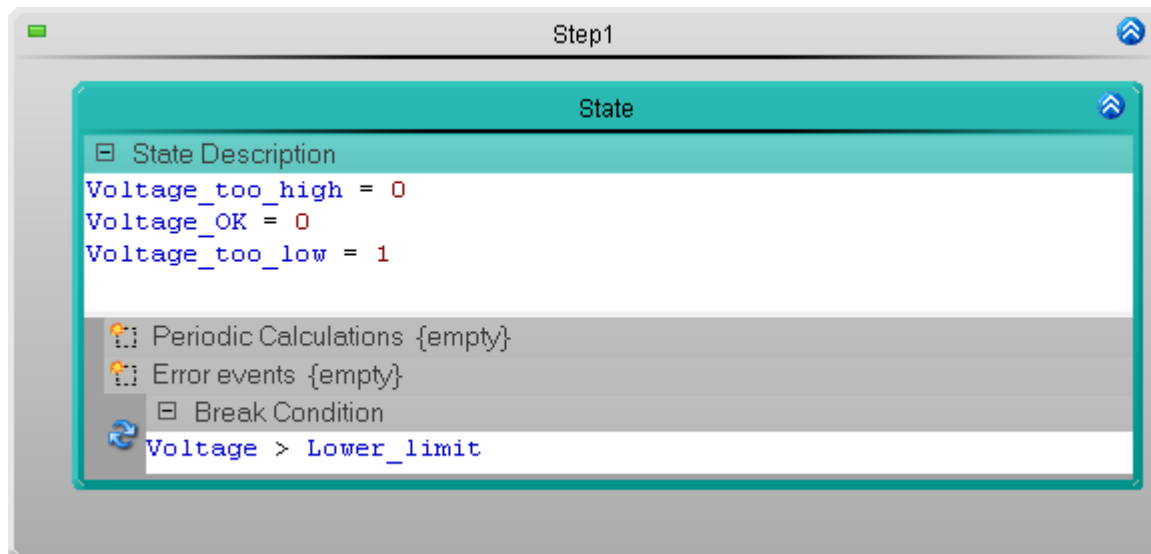 Step1
State
State Description
Voltage_too_high = 0
Voltage_OK = 0
Voltage_too_low = 1
Periodic Calculations {empty}
Error events {empty}
Break Condition
Voltage > Lower_limit